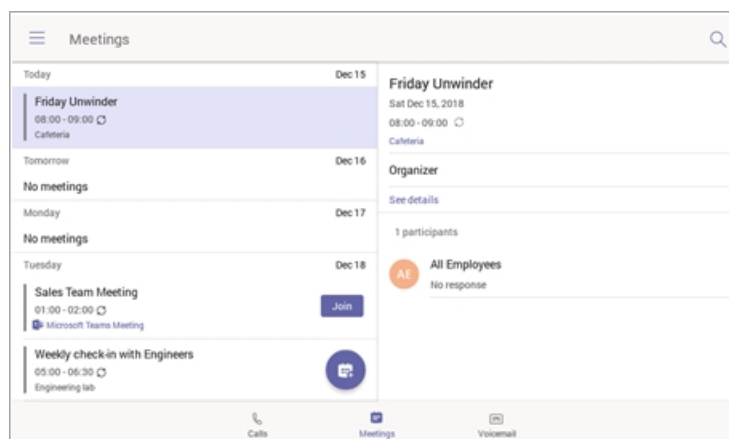 Meetings
Today Dec 15
Friday Unwinder
08:00 - 09:00
Cafeteria
Tomorrow Dec 16
No meetings
Monday Dec 17
No meetings
Tuesday Dec 18
Sales Team Meeting
01:00 - 02:00
Join
Microsoft Teams Meeting
Weekly check-in with Engineers
05:00 - 06:30
Engineering lab
Friday Unwinder
Sat Dec 15, 2018
08:00 - 09:00
Cafeteria
Organizer
See details
1 participants
AE
All Employees
No response
Calls
Meetings
Voicemail